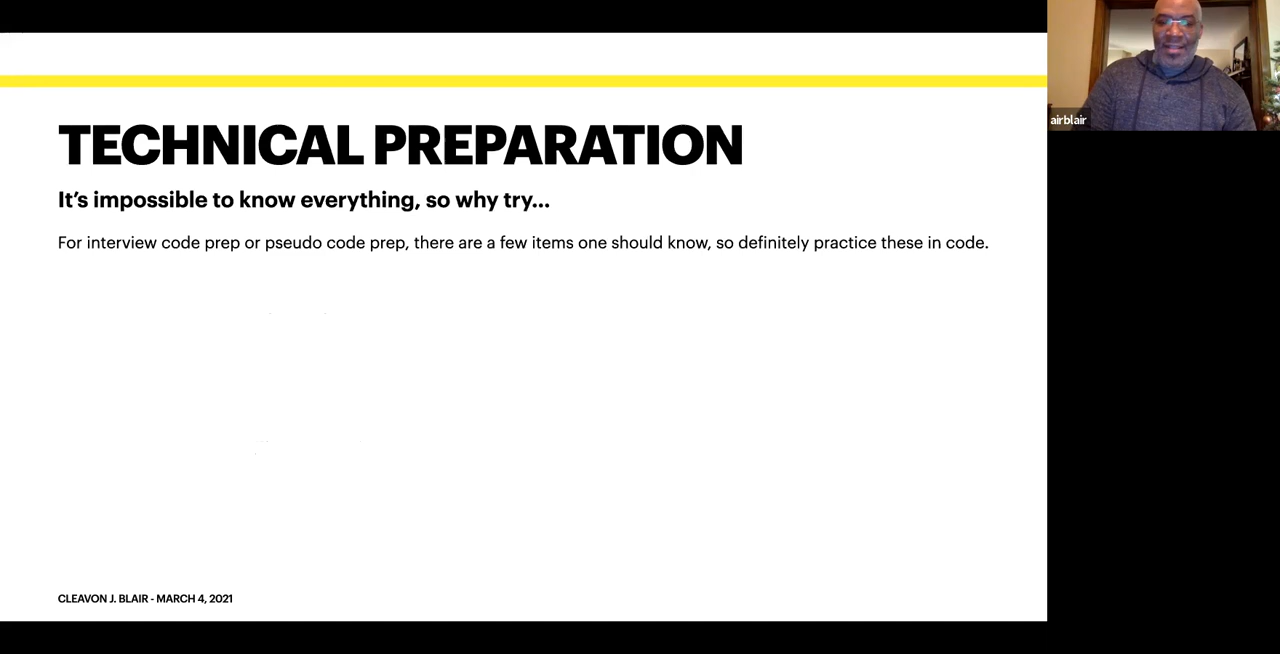 TECHNICAL PREPARATION
It’s impossible to know everything, so why try...
For interview code prep or pseudo code prep, there are a few items one should know, so definitely practice these in code.
CLEAVON J. BLAIR - MARCH 4, 2021
airblair